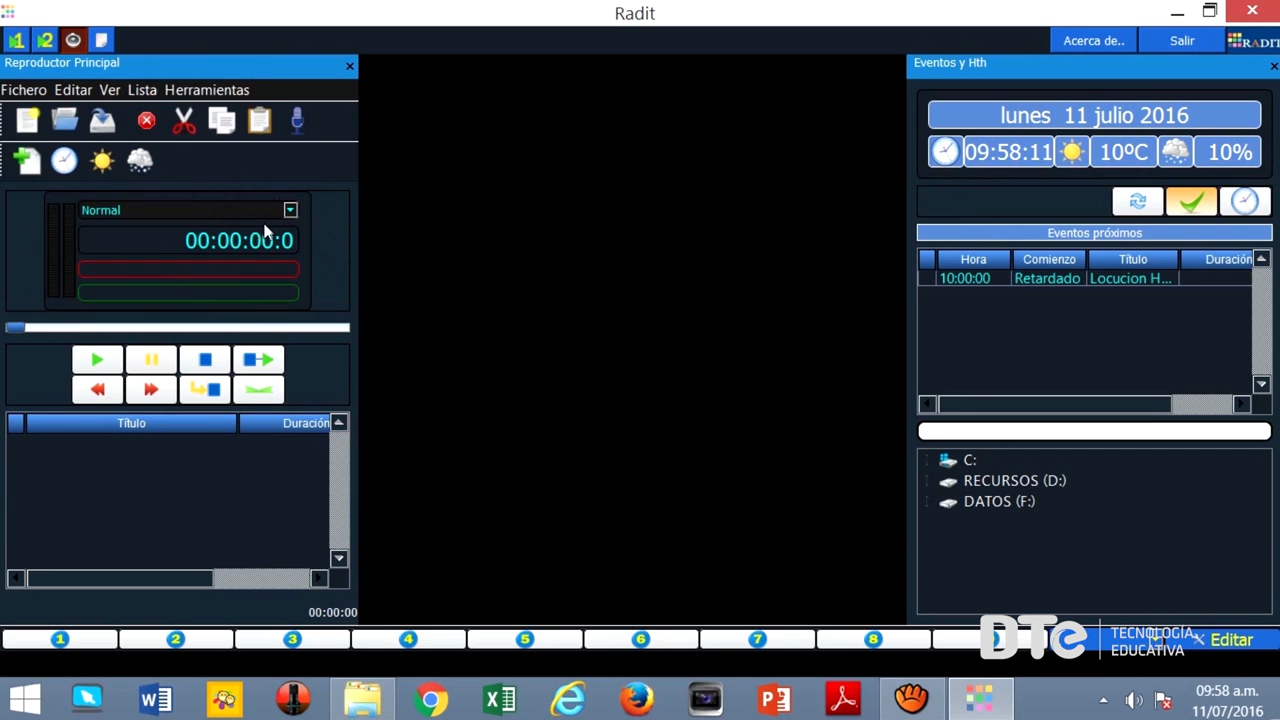 Radit
1
2
Acerca de..
Salir
RADIT
Reproductor Principal
Eventos y Hth
Fichero Editar Ver Lista Herramientas
lunes 11 julio 2016
09:58:11
10ºC
10%
Normal
00:00:00:0
Eventos próximos
Hora Comienzo Título Duración
10:00:00 Retardado Locucion H...
Título Duración
C:
RECURSOS (D:)
DATOS (F:)
00:00:00
1 2 3 4 5 6 7 8
Editar
DTe
TECNOLOGÍA
EDUCATIVA
09:58 a.m.
11/07/2016